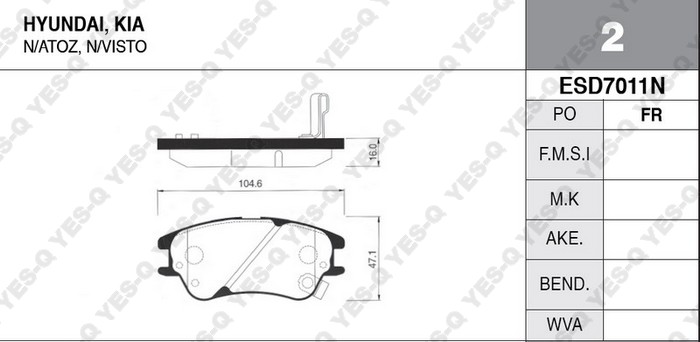 HYUNDAI, KIA
N/ATOZ, N/VISTO
2
ESD7011N
PO FR
F.M.S.I
M.K
AKE.
BEND.
WVA
16.0
104.6
47.1
YES-Q YES-Q YES-Q YES-Q YES-Q